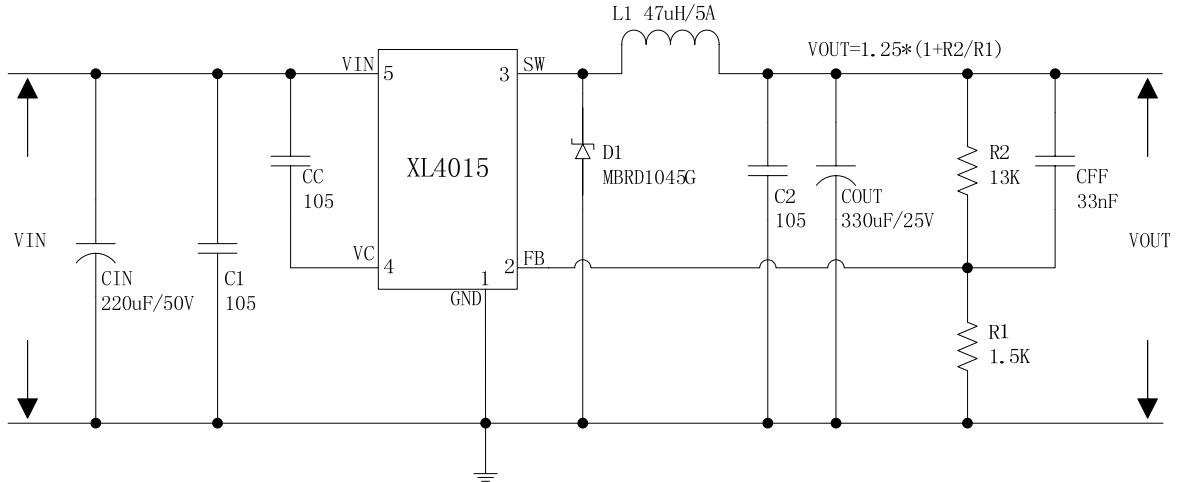 L1 47uH/5A
VOUT=1.25*(1+R2/R1)
VIN
5
3
SW
XL4015
CC
105
D1
MBRD1045G
R2
13K
CFF
33nF
C2
105
COUT
330uF/25V
VIN
VOUT
VC
4
2
FB
1
GND
CIN
220uF/50V
C1
105
R1
1.5K